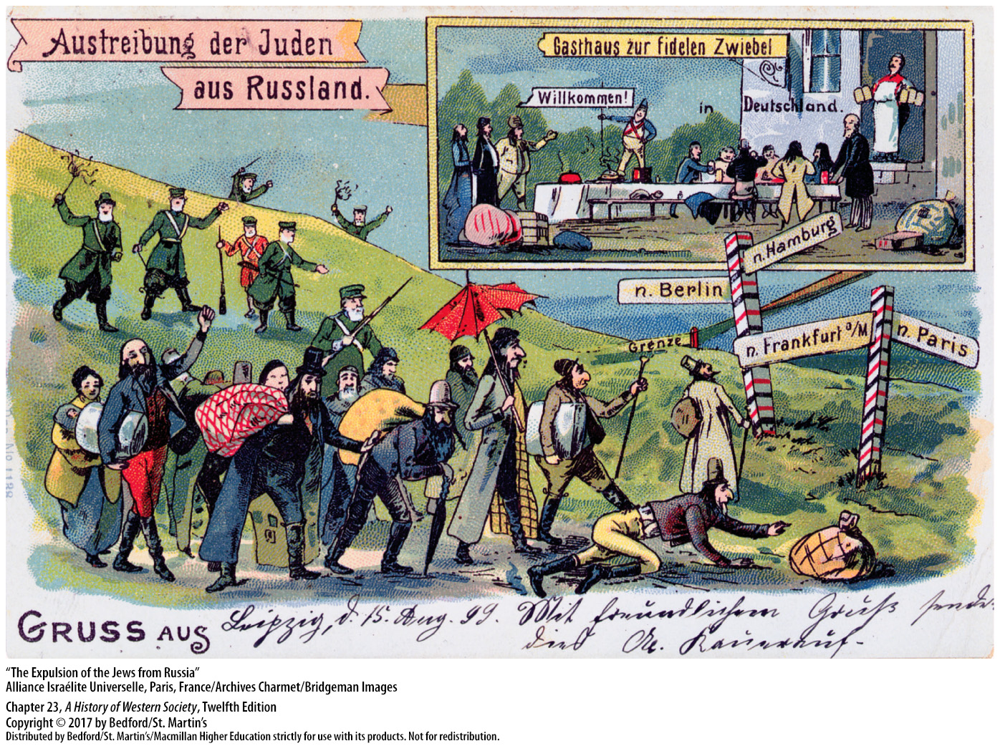 Austreibung der Juden
aus Russland.
Gasthaus zur fidelen Zwiebel
Willkommen!
in Deutschland.
n. Hamburg
n. Berlin
Grenze
n. Frankfurt a/M
n. Paris
GRUSS AUS
Leipzig, d. 15. Aug. 99. Mit freundlichem Gruß sende
dies
"The Expulsion of the Jews from Russia"
Alliance Israélite Universelle, Paris, France/Archives Charmet/Bridgeman Images
Chapter 23, A History of Western Society, Twelfth Edition
Copyright © 2017 by Bedford/St. Martin's
Distributed by Bedford/St. Martin's/Macmillan Higher Education strictly for use with its products. Not for redistribution.